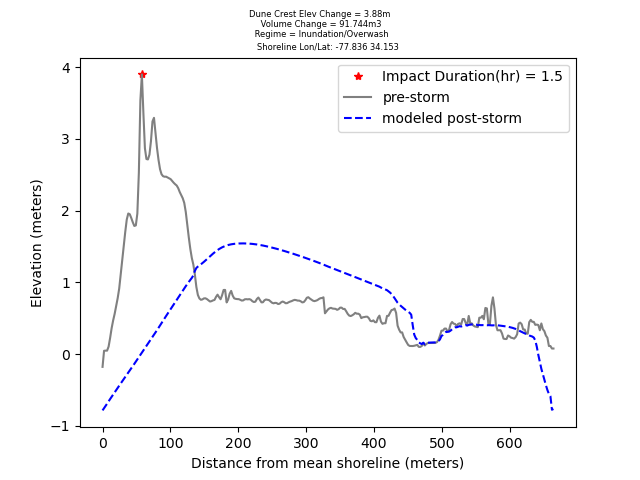 Dune Crest Elev Change = 3.88m
Volume Change = 91.744m3
Regime = Inundation/Overwash
Shoreline Lon/Lat: -77.836 34.153
Impact Duration(hr) = 1.5
pre-storm
modeled post-storm
Elevation (meters)
4
3
2
1
0
−1
0 100 200 300 400 500 600
Distance from mean shoreline (meters)